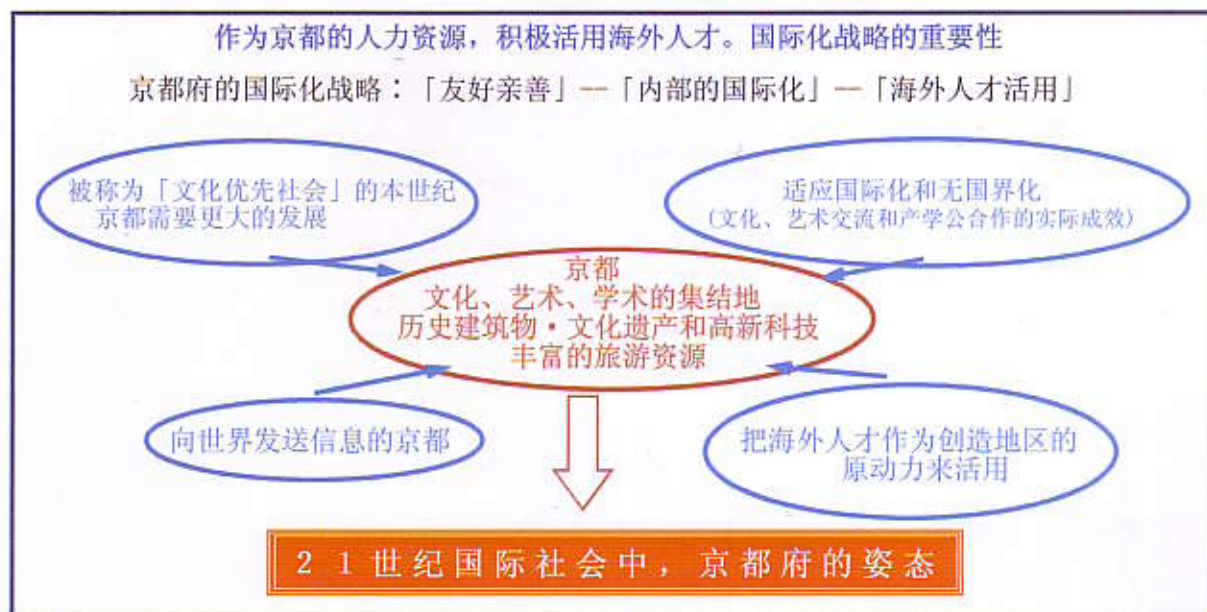 作为京都的人力资源，积极活用海外人才。国际化战略的重要性
京都府的国际化战略：「友好亲善」--「内部的国际化」--「海外人才活用」
被称为「文化优先社会」的本世纪
京都需要更大的发展
适应国际化和无国界化
(文化、艺术交流和产学公合作的实际成效)
京都
文化、艺术、学术的集结地
历史建筑物·文化遗产和高新科技
丰富的旅游资源
向世界发送信息的京都
把海外人才作为创造地区的
原动力来活用
21世纪国际社会中，京都府的姿态